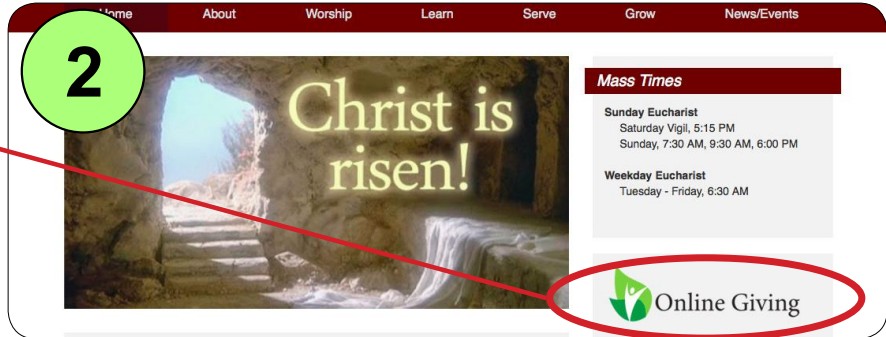 Home About Worship Learn Serve Grow News/Events
2
Christ is
risen!
Mass Times
Sunday Eucharist
Saturday Vigil, 5:15 PM
Sunday, 7:30 AM, 9:30 AM, 6:00 PM
Weekday Eucharist
Tuesday - Friday, 6:30 AM
Online Giving